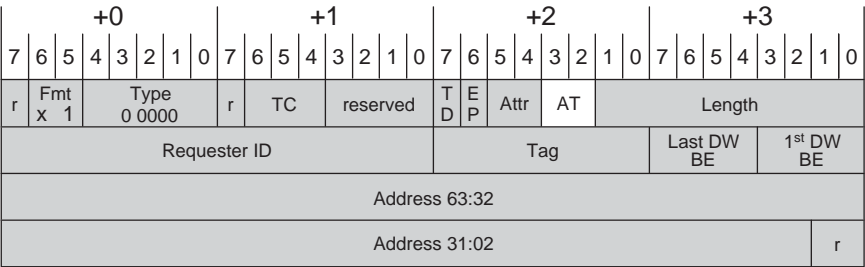 +0 +1 +2 +3
7 6 5 4 3 2 1 0 7 6 5 4 3 2 1 0 7 6 5 4 3 2 1 0 7 6 5 4 3 2 1 0
r Fmt x 1 Type 0 0000 r TC reserved TD EP Attr AT Length
Requester ID Tag Last DW BE 1st DW BE
Address 63:32
Address 31:02 r